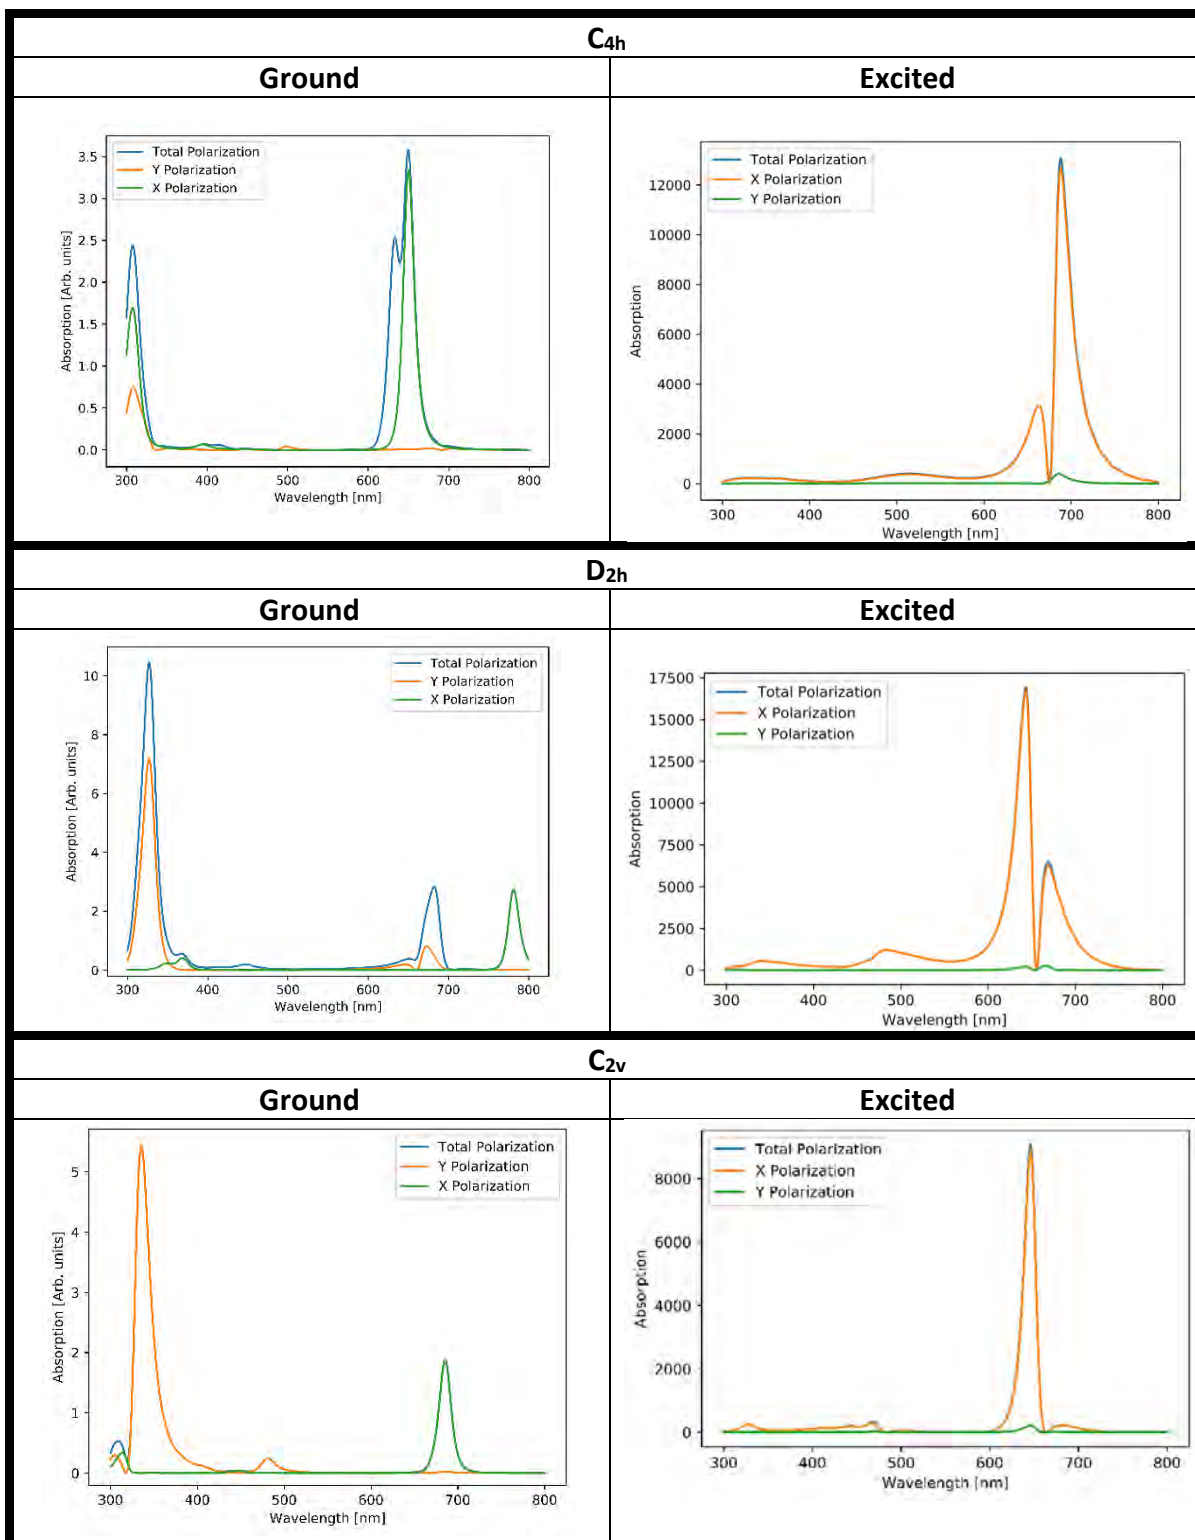 C4h
Ground
Excited
Total Polarization
Y Polarization
X Polarization
3.5
3.0
2.5
2.0
1.5
1.0
0.5
0.0
Absorption [Arb. units]
300 400 500 600 700 800
Wavelength [nm]
Total Polarization
X Polarization
Y Polarization
12000
10000
8000
6000
4000
2000
0
Absorption
300 400 500 600 700 800
Wavelength [nm]
D2h
Ground
Excited
Total Polarization
Y Polarization
X Polarization
10
8
6
4
2
0
Absorption [Arb. units]
300 400 500 600 700 800
Wavelength [nm]
Total Polarization
X Polarization
Y Polarization
17500
15000
12500
10000
7500
5000
2500
0
Absorption
300 400 500 600 700 800
Wavelength [nm]
C2v
Ground
Excited
Total Polarization
Y Polarization
X Polarization
5
4
3
2
1
0
Absorption [Arb. units]
300 400 500 600 700 800
Wavelength [nm]
Total Polarization
X Polarization
Y Polarization
8000
6000
4000
2000
0
Absorption
300 400 500 600 700 800
Wavelength [nm]